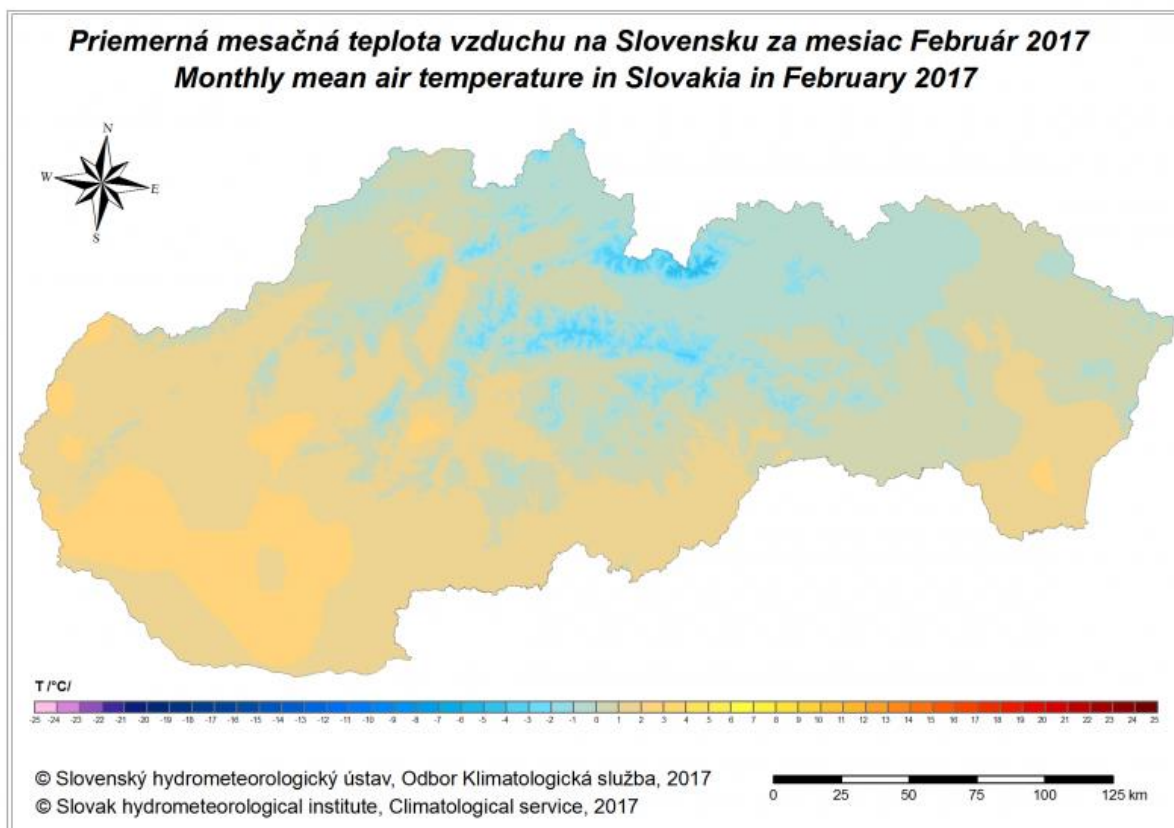 Priemerná mesačná teplota vzduchu na Slovensku za mesiac Február 2017
Monthly mean air temperature in Slovakia in February 2017
N
W
E
S
T /°C/
-25 -24 -23 -22 -21 -20 -19 -18 -17 -16 -15 -14 -13 -12 -11 -10 -9 -8 -7 -6 -5 -4 -3 -2 -1 0 1 2 3 4 5 6 7 8 9 10 11 12 13 14 15 16 17 18 19 20 21 22 23 24 25
© Slovenský hydrometeorologický ústav, Odbor Klimatologická služba, 2017
© Slovak hydrometeorological institute, Climatological service, 2017
0 25 50 75 100 125 km